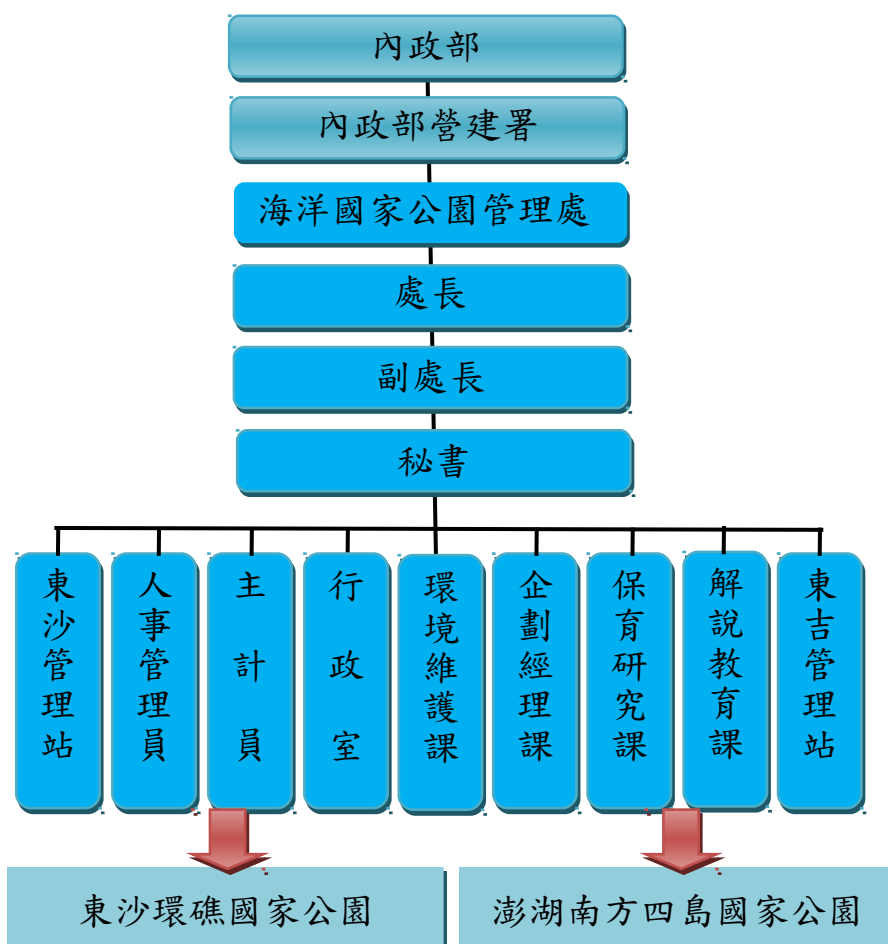 內政部
內政部營建署
海洋國家公園管理處
處長
副處長
秘書
東沙管理站
人事管理員
主計員
行政室
環境維護課
企劃經理課
保育研究課
解說教育課
東吉管理站
東沙環礁國家公園
澎湖南方四島國家公園